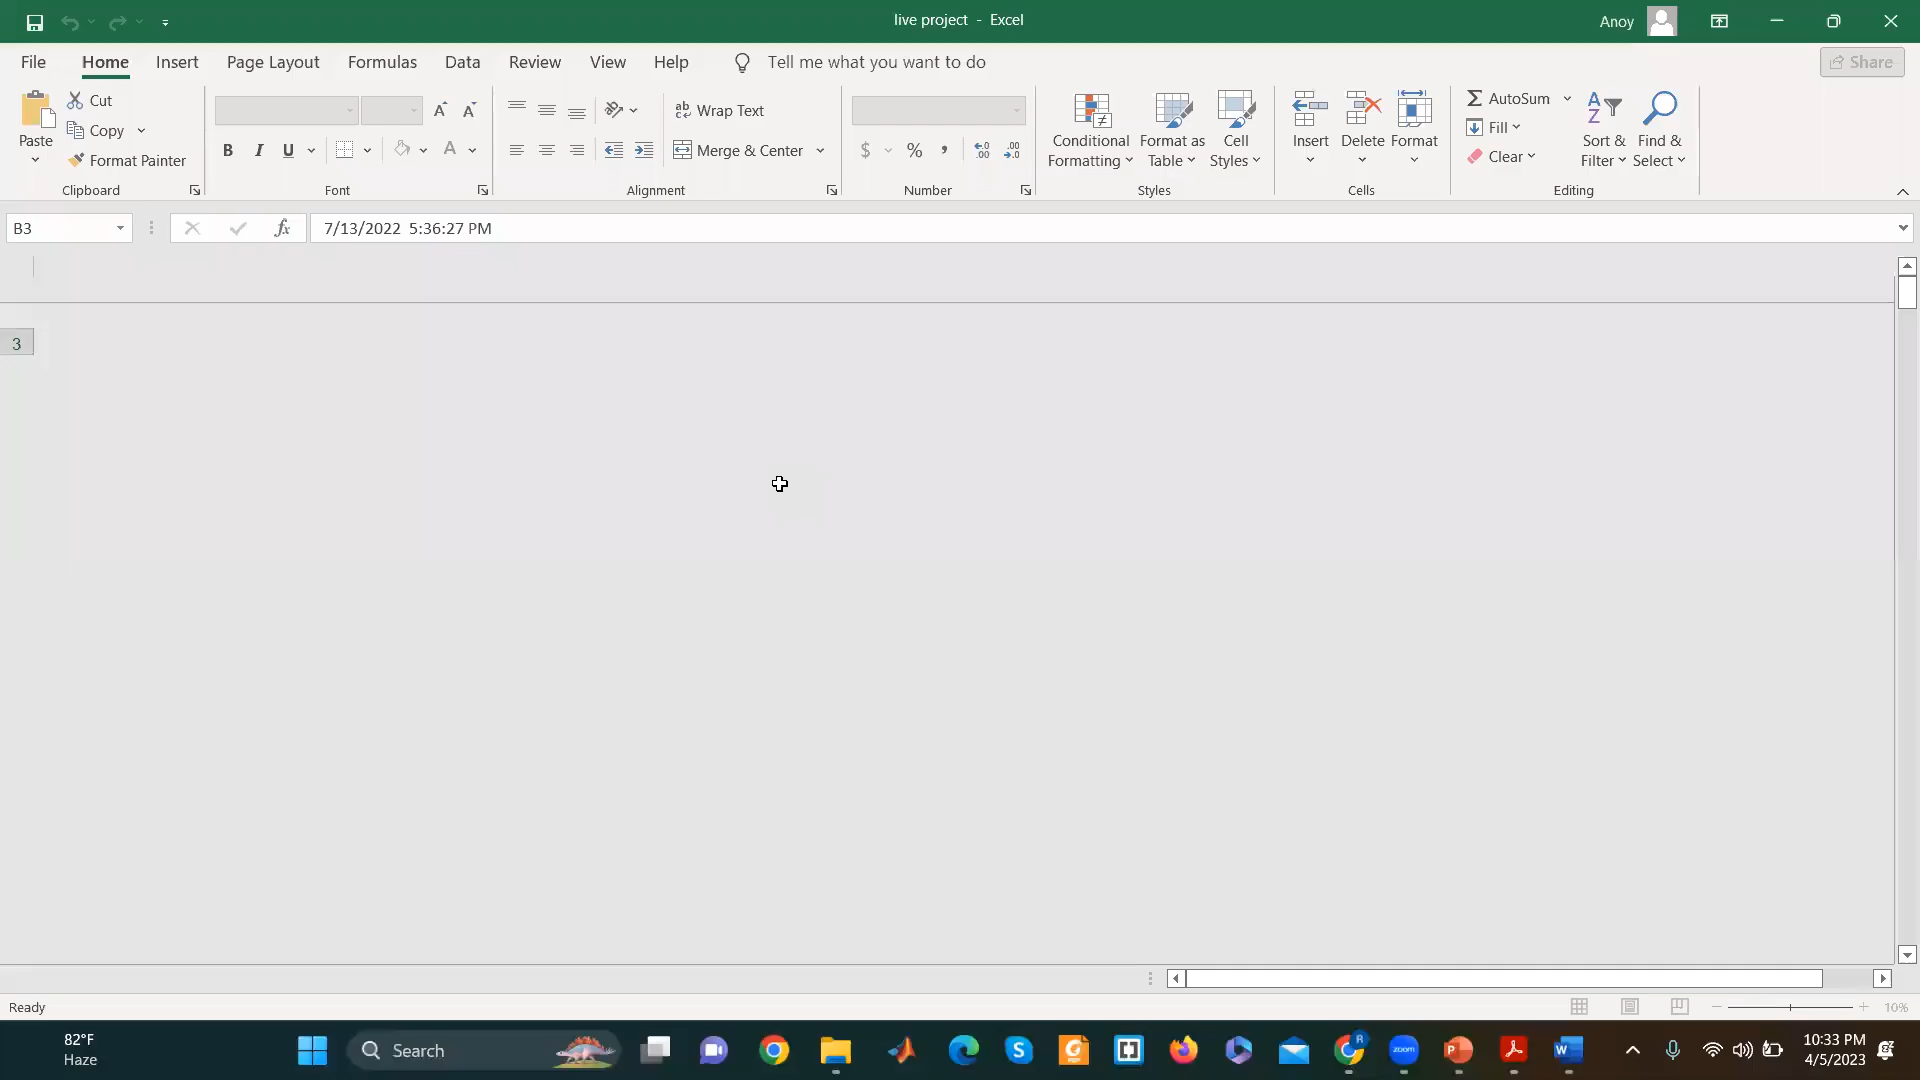 live project - Excel
Anoy
File Home Insert Page Layout Formulas Data Review View Help Tell me what you want to do Share
Paste
Cut
Copy
Format Painter
Clipboard
B I U A
Font
Wrap Text
Merge & Center
Alignment
$ % ,
Number
Conditional Formatting
Format as Table
Cell Styles
Styles
Insert
Delete
Format
Cells
AutoSum
Fill
Clear
Sort & Filter
Find & Select
Editing
B3 fx 7/13/2022 5:36:27 PM
3
Ready
10%
82°F
Haze
Search
zoom
10:33 PM
4/5/2023